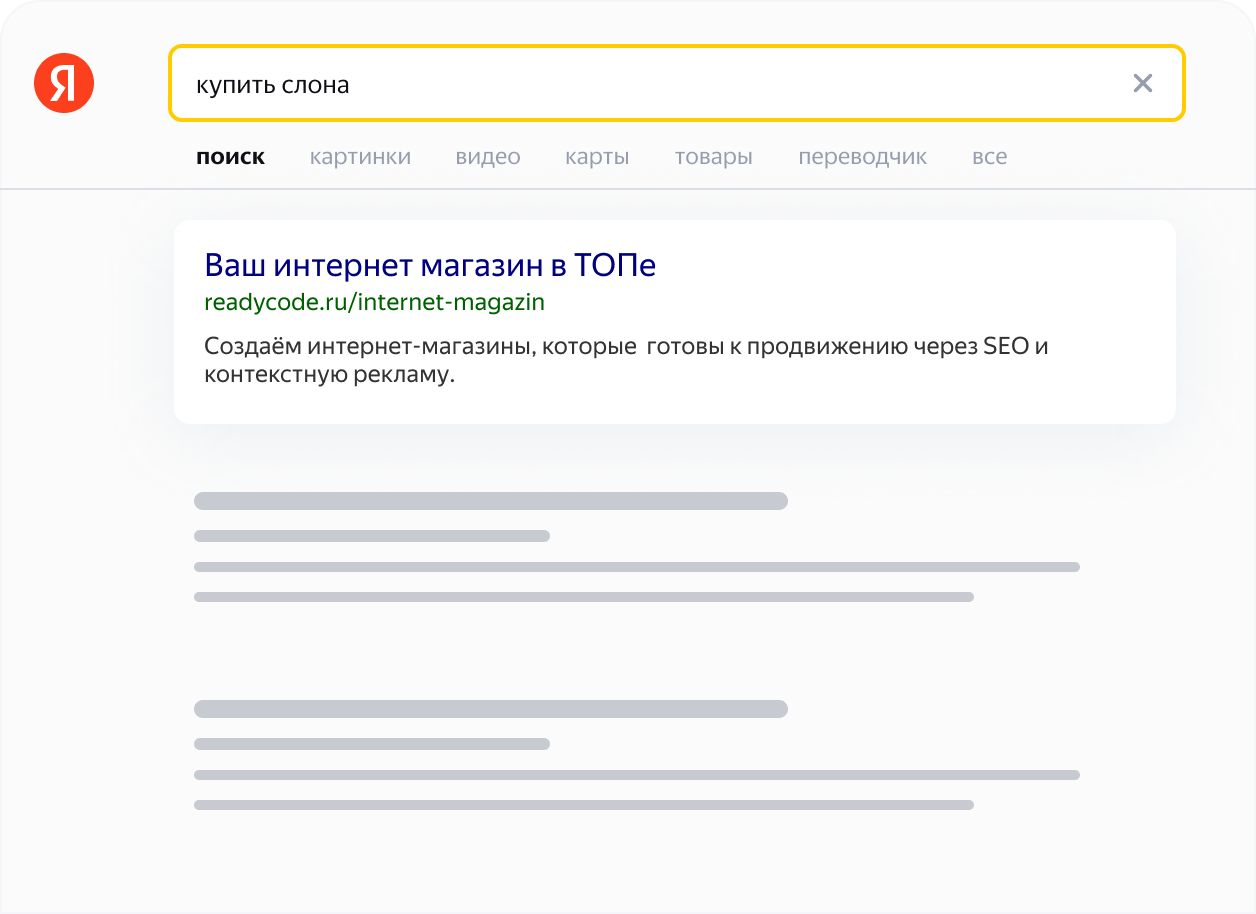 Я
купить слона
поиск картинки видео карты товары переводчик все
Ваш интернет магазин в ТОПе
readycode.ru/internet-magazin
Создаём интернет-магазины, которые готовы к продвижению через SEO и
контекстную рекламу.